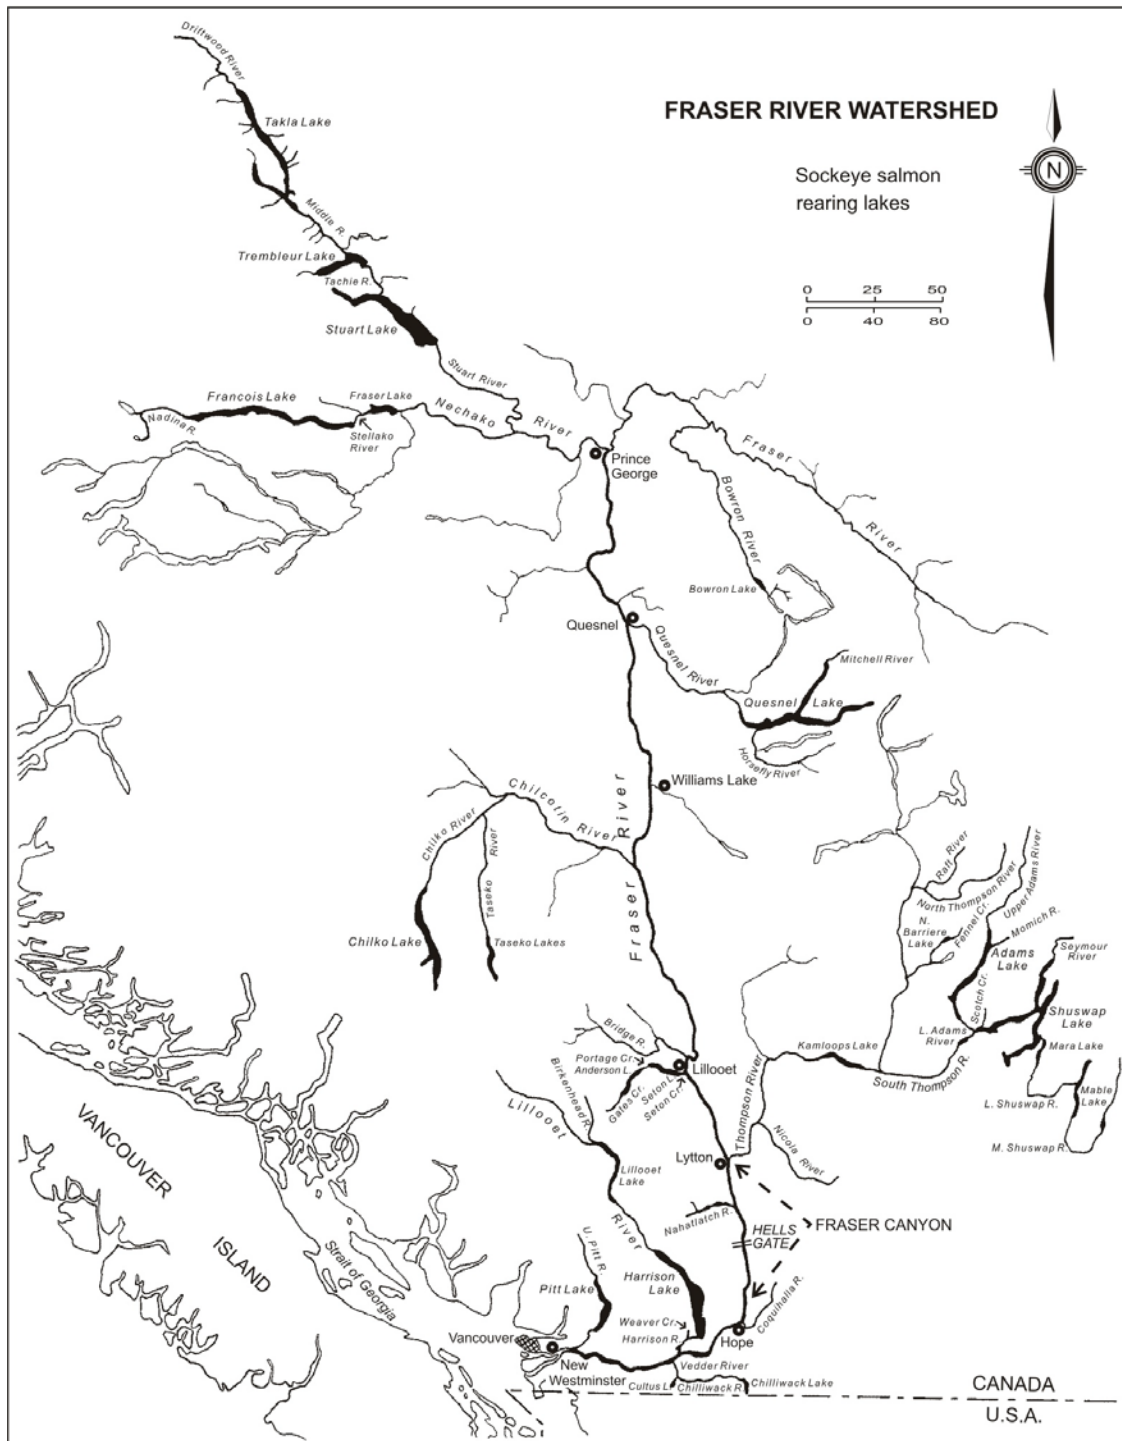 Driftwood River
FRASER RIVER WATERSHED
Takla Lake
N
Sockeye salmon
rearing lakes
Middle R.
Trembleur Lake
Tachie R.
0 25 50
0 40 80
Stuart Lake
Stuart River
Francois Lake
Fraser Lake
Nechako River
Nadina R.
Stellako
River
Fraser River
Prince
George
Bowron River
Bowron Lake
Quesnel
Quesnel River
Mitchell River
Quesnel Lake
Horsefly River
Williams Lake
Fraser River
Chilcotin River
Chilko River
Taseko River
Chilko Lake
Taseko Lakes
Raft River
North Thompson River
Upper Adams River
N.
Barriere
Lake
Fennel Cr.
Momich R.
Adams
Lake
Seymour
River
Scotch Cr.
Shuswap
Lake
L. Adams
River
Mara Lake
Kamloops Lake
South Thompson R.
Mable
Lake
L. Shuswap R.
M. Shuswap R.
Bridge R.
Portage Cr.
Anderson L.
Lillooet
Seton L.
Seton Cr.
Gates Cr.
Birkenhead R.
Lillooet River
Thompson River
Nicola River
Lytton
Lillooet
Lake
Nahatlatch R.
FRASER CANYON
HELLS
GATE
VANCOUVER ISLAND
Strait of Georgia
U. Pitt R.
Pitt Lake
Harrison
Lake
Coquihalla R.
Weaver Cr.
Harrison R.
Hope
Vancouver
New
Westminster
Vedder River
Cultus L.
Chilliwack R.
Chilliwack Lake
CANADA
U.S.A.